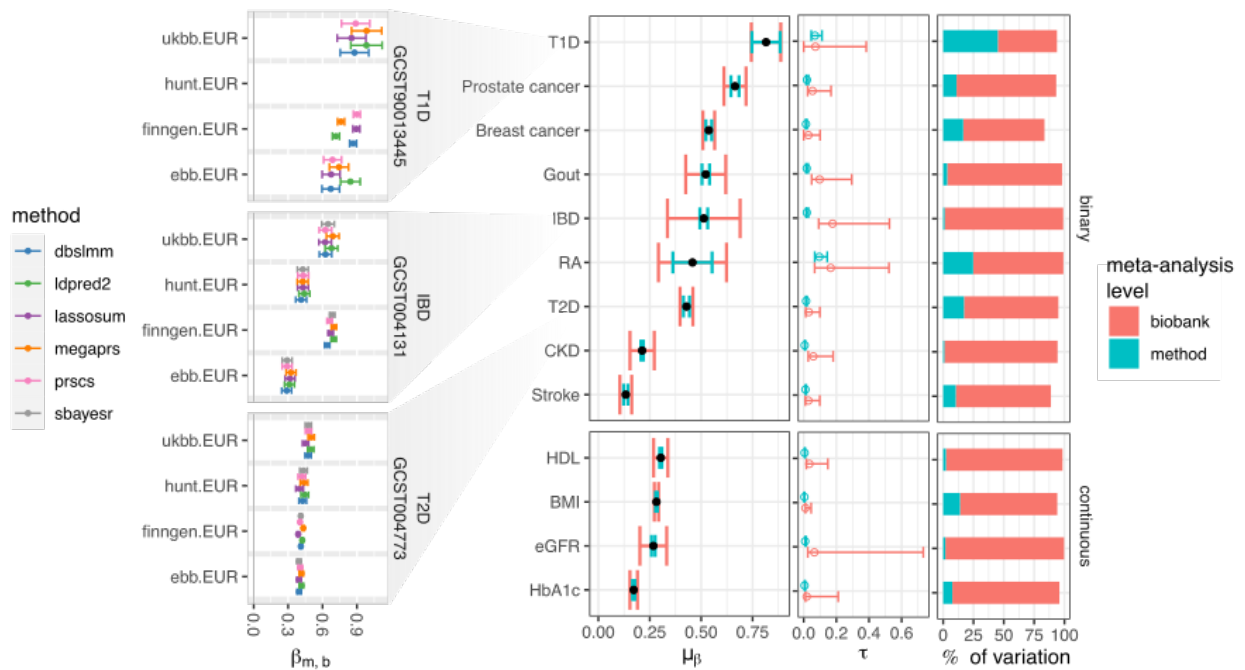 method
dbslmm
ldpred2
lassosum
megaprs
prscs
sbayesr
ukbb.EUR
hunt.EUR
finngen.EUR
ebb.EUR
T1D
GCST90013445
ukbb.EUR
hunt.EUR
finngen.EUR
ebb.EUR
IBD
GCST004131
ukbb.EUR
hunt.EUR
finngen.EUR
ebb.EUR
T2D
GCST004773
0.0 0.3 0.6 0.9
βm, b
T1D
Prostate cancer
Breast cancer
Gout
IBD
RA
T2D
CKD
Stroke
binary
HDL
BMI
eGFR
HbA1c
continuous
0.00 0.25 0.50 0.75
μβ
0.0 0.2 0.4 0.6
τ
0 25 50 75 100
% of variation
meta-analysis
level
biobank
method